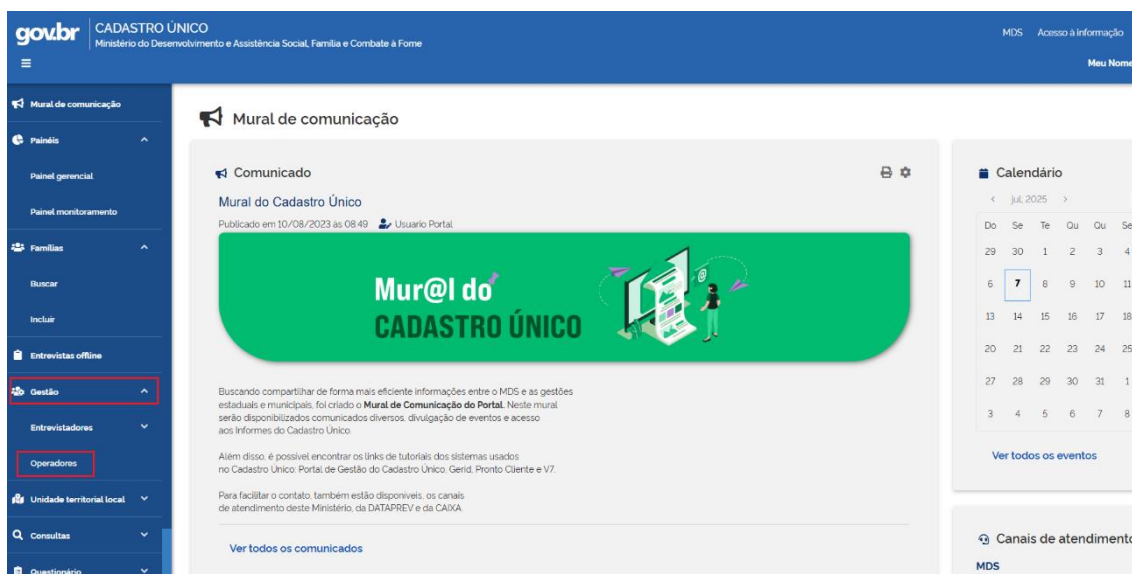 gov.br
CADASTRO ÚNICO
Ministério do Desenvolvimento e Assistência Social, Família e Combate à Fome
MDS Acesso à informação
Meu Nome
Mural de comunicação
Painéis
Painel gerencial
Painel monitoramento
Famílias
Buscar
Incluir
Entrevistas offline
Gestão
Entrevistadores
Operadores
Unidade territorial local
Consultas
Questionário
Mural de comunicação
Comunicado
Mural do Cadastro Único
Publicado em 10/08/2023 às 08:49 Usuario Portal
Mur@l do
CADASTRO ÚNICO
Buscando compartilhar de forma mais eficiente informações entre o MDS e as gestões
estaduais e municipais, foi criado o Mural de Comunicação do Portal. Neste mural
serão disponibilizados comunicados diversos, divulgação de eventos e acesso
aos Informes do Cadastro Único.
Além disso, é possível encontrar os links de tutoriais dos sistemas usados
no Cadastro Único: Portal de Gestão do Cadastro Único, Gerid, Pronto Cliente e V7.
Para facilitar o contato, também estão disponíveis, os canais
de atendimento deste Ministério, da DATAPREV e da CAIXA.
Ver todos os comunicados
Calendário
< jul, 2025 >
Do Se Te Qu Qu Se
29 30 1 2 3 4
6 7 8 9 10 11
13 14 15 16 17 18
20 21 22 23 24 25
27 28 29 30 31 1
3 4 5 6 7 8
Ver todos os eventos
Canais de atendimento
MDS